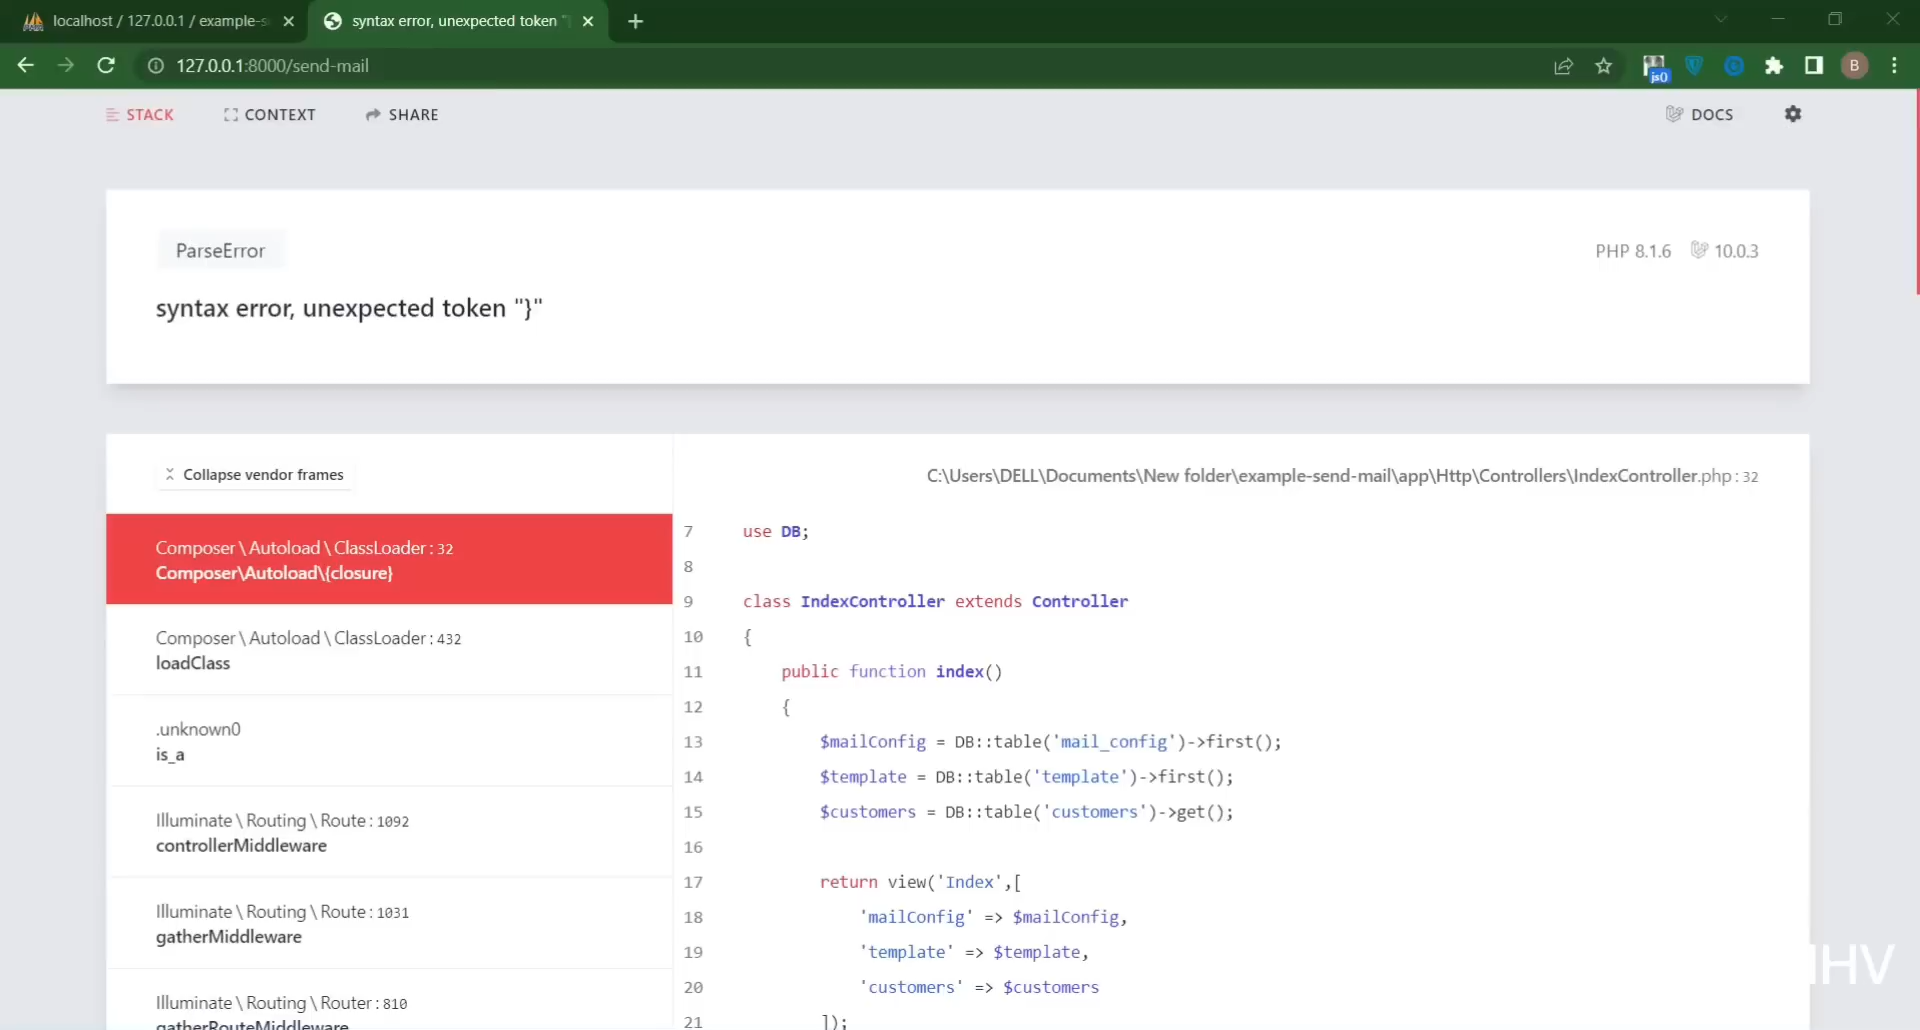 localhost / 127.0.0.1 / example-s
syntax error, unexpected token "}"
127.0.0.1:8000/send-mail
js()
B
STACK
CONTEXT
SHARE
DOCS
ParseError
PHP 8.1.6
10.0.3
syntax error, unexpected token "}"
Collapse vendor frames
Composer \ Autoload \ ClassLoader : 32
Composer\Autoload\{closure}
Composer \ Autoload \ ClassLoader : 432
loadClass
.unknown0
is_a
Illuminate \ Routing \ Route : 1092
controllerMiddleware
Illuminate \ Routing \ Route : 1031
gatherMiddleware
Illuminate \ Routing \ Router : 810
gatherRouteMiddleware
C:\Users\DELL\Documents\New folder\example-send-mail\app\Http\Controllers\IndexController.php : 32
7 use DB;
8
9 class IndexController extends Controller
10 {
11 public function index()
12 {
13 $mailConfig = DB::table('mail_config')->first();
14 $template = DB::table('template')->first();
15 $customers = DB::table('customers')->get();
16
17 return view('Index',[
18 'mailConfig' => $mailConfig,
19 'template' => $template,
20 'customers' => $customers
21 ]);